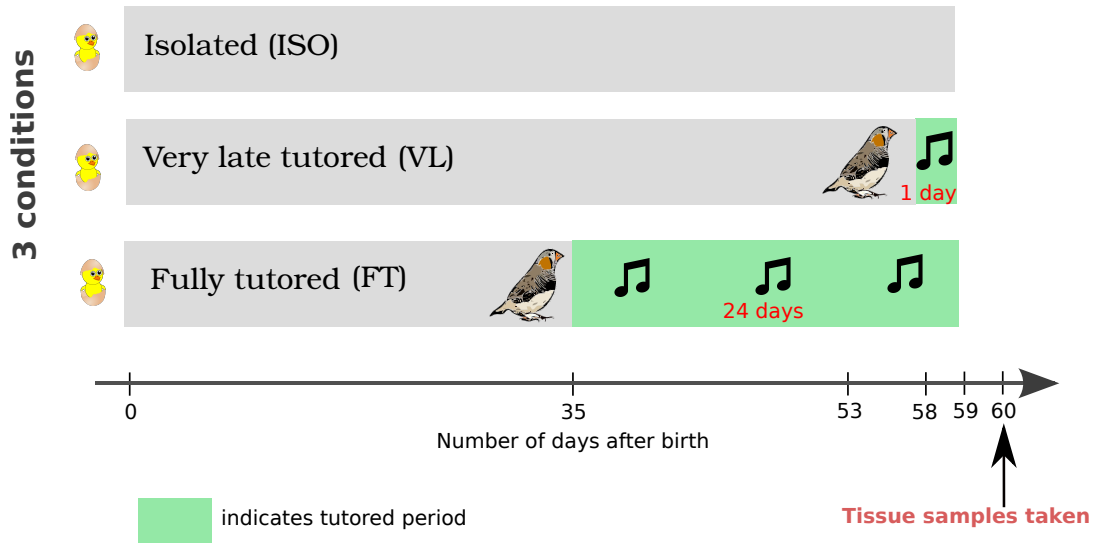 3 conditions
Isolated (ISO)
Very late tutored (VL)
1 day
Fully tutored (FT)
24 days
0 35 53 58 59 60
Number of days after birth
indicates tutored period
Tissue samples taken